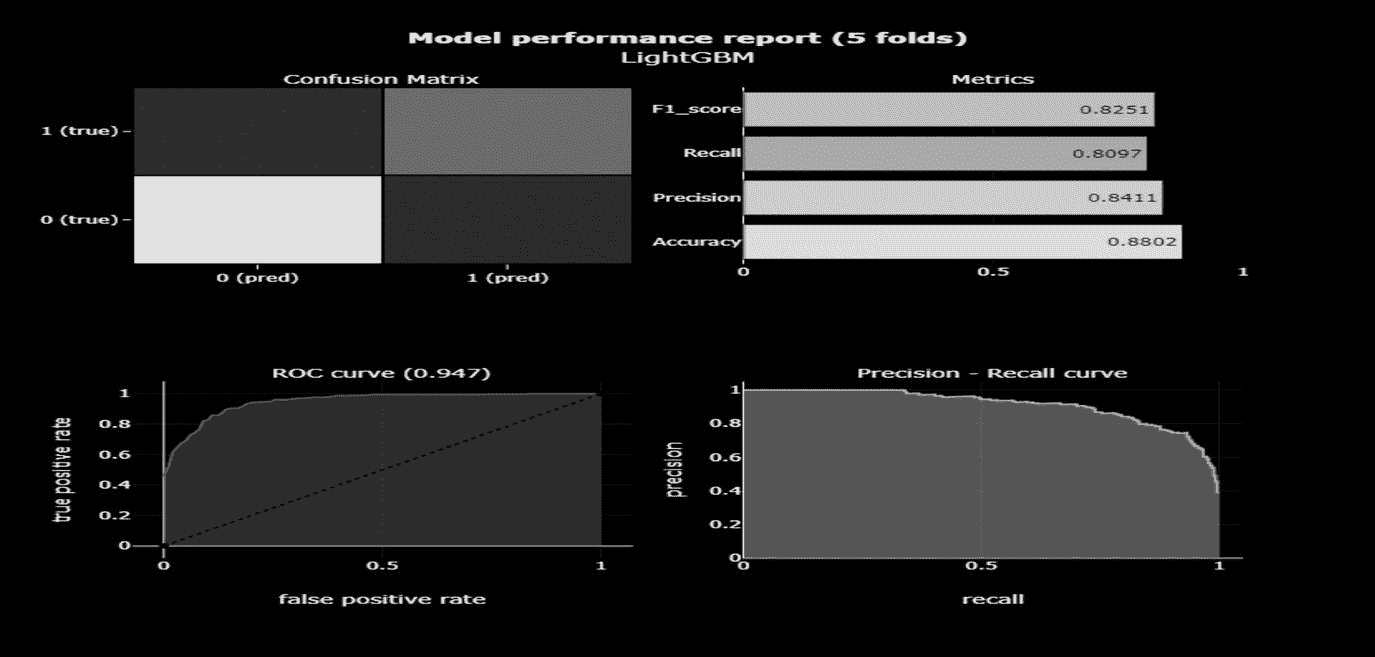 Model performance report (5 folds)
LightGBM
Confusion Matrix
1 (true)
0 (true)
0 (pred)
1 (pred)
Metrics
F1_score
0.8251
Recall
0.8097
Precision
0.8411
Accuracy
0.8802
0
0.5
1
ROC curve (0.947)
true positive rate
1
0.8
0.6
0.4
0.2
0
0
0.5
1
false positive rate
Precision - Recall curve
precision
1
0.8
0.6
0.4
0.2
0
0
0.5
1
recall